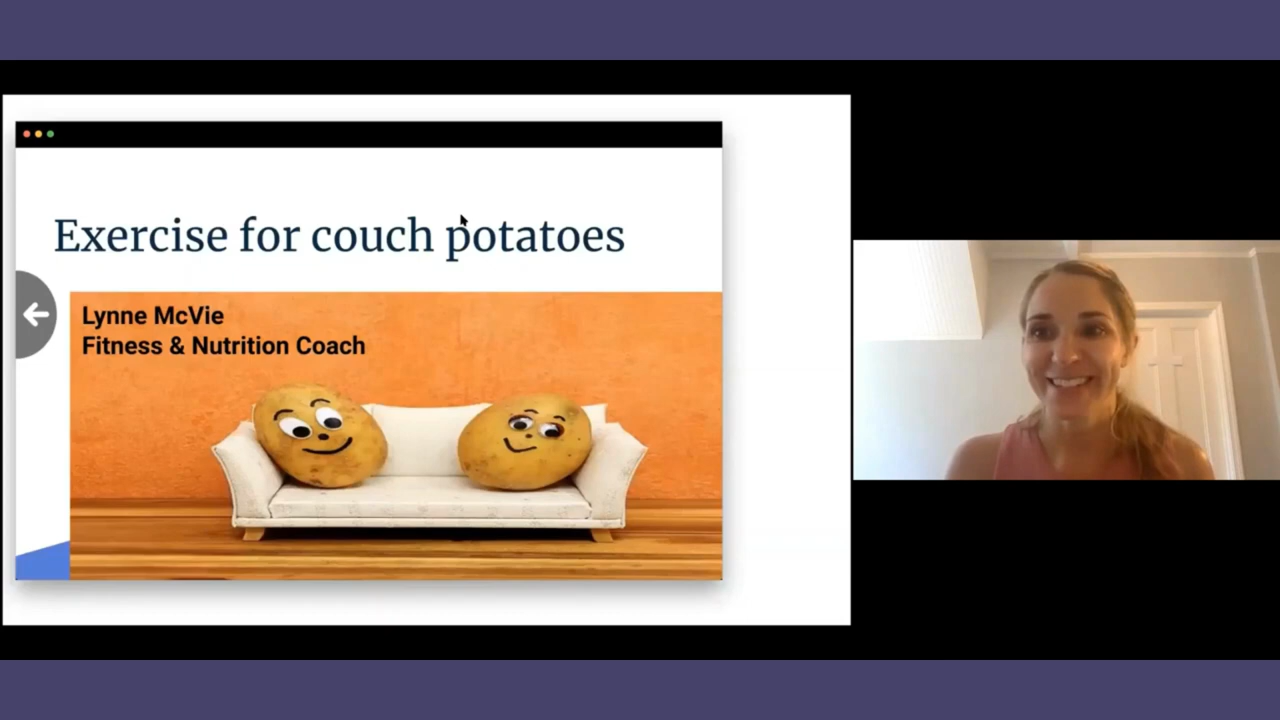 Exercise for couch potatoes
Lynne McVie
Fitness & Nutrition Coach